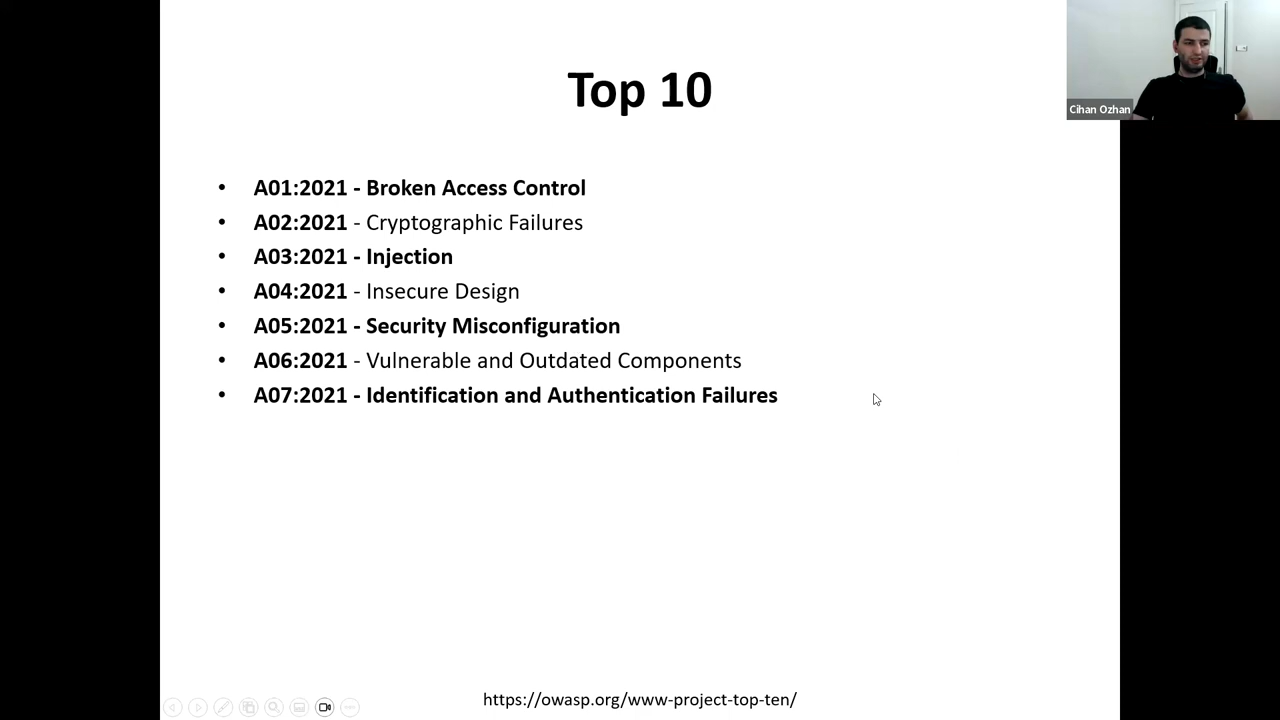 Top 10
Cihan Ozhan
• A01:2021 - Broken Access Control
• A02:2021 - Cryptographic Failures
• A03:2021 - Injection
• A04:2021 - Insecure Design
• A05:2021 - Security Misconfiguration
• A06:2021 - Vulnerable and Outdated Components
• A07:2021 - Identification and Authentication Failures
https://owasp.org/www-project-top-ten/